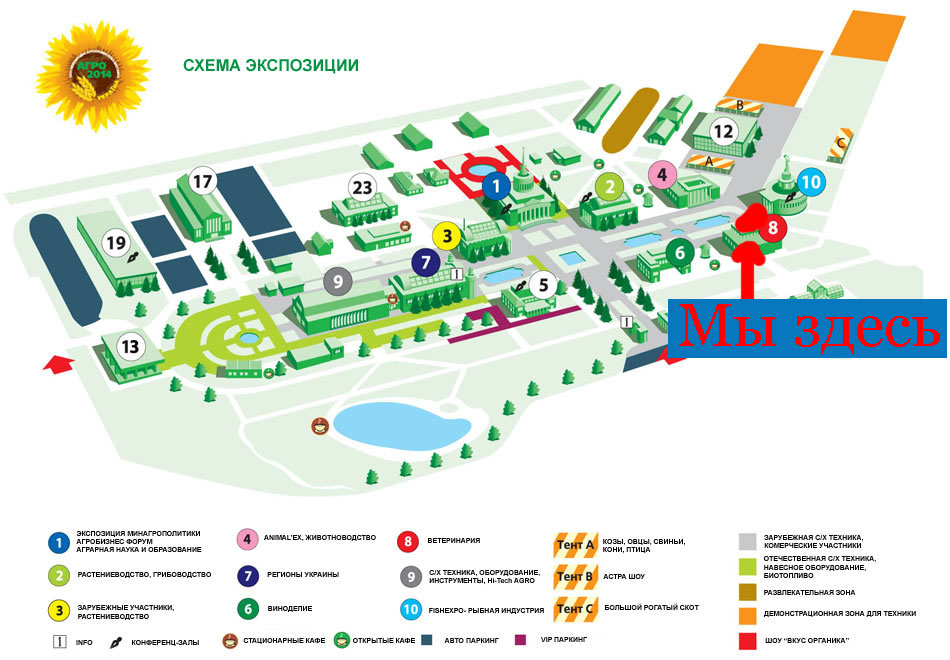 АГРО
2014
УКРАЇНА
СХЕМА ЭКСПОЗИЦИИ
B
12
C
A
17
23
1
2
4
10
19
3
8
7
6
9
5
i
i
13
Мы здесь
1 ЭКСПОЗИЦИЯ МИНАГРОПОЛИТИКИ
АГРОБИЗНЕС ФОРУМ
АГРАРНАЯ НАУКА И ОБРАЗОВАНИЕ
2 РАСТЕНИЕВОДСТВО, ГРИБОВОДСТВО
3 ЗАРУБЕЖНЫЕ УЧАСТНИКИ,
РАСТЕНИЕВОДСТВО
i INFO
КОНФЕРЕНЦ-ЗАЛЫ
4 ANIMAL'EX, ЖИВОТНОВОДСТВО
7 РЕГИОНЫ УКРАИНЫ
6 ВИНОДЕЛИЕ
СТАЦИОНАРНЫЕ КАФЕ
ОТКРЫТЫЕ КАФЕ
8 ВЕТЕРИНАРИЯ
9 С/Х ТЕХНИКА, ОБОРУДОВАНИЕ,
ИНСТРУМЕНТЫ, Hi-Tech AGRO
10 FISHEXPO- РЫБНАЯ ИНДУСТРИЯ
АВТО ПАРКИНГ
VIP ПАРКИНГ
Тент A КОЗЫ, ОВЦЫ, СВИНЬИ,
КОНИ, ПТИЦА
Тент B АСТРА ШОУ
Тент C БОЛЬШОЙ РОГАТЫЙ СКОТ
ЗАРУБЕЖНАЯ С/Х ТЕХНИКА,
КОМЕРЧЕСКИЕ УЧАСТНИКИ
ОТЕЧЕСТВЕННАЯ С/Х ТЕХНИКА,
НАВЕСНОЕ ОБОРУДОВАНИЕ,
БИОТОПЛИВО
РАЗВЛЕКАТЕЛЬНАЯ ЗОНА
ДЕМОНСТРАЦИОННАЯ ЗОНА ДЛЯ ТЕХНИКИ
ШОУ "ВКУС ОРГАНИКА"